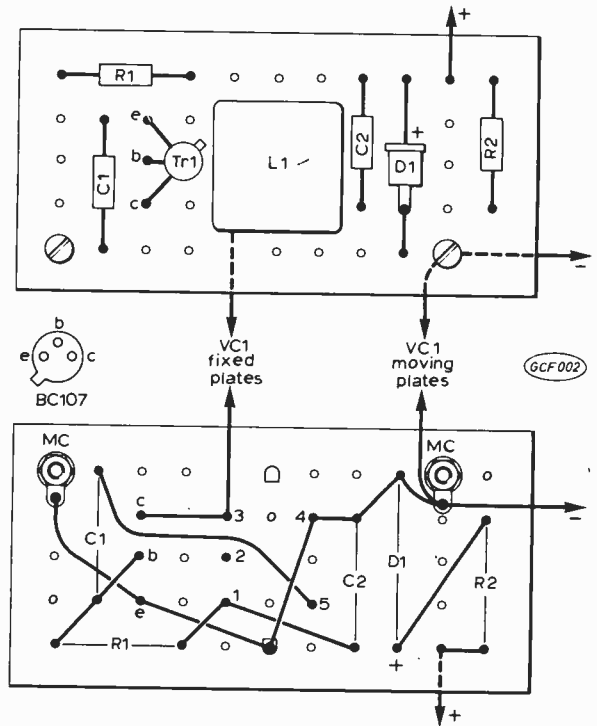 +
R1
e
b
c
Tr1
C1
L1
C2
+
D1
R2
-
b
e
c
BC107
VC1
fixed
plates
VC1
moving
plates
GCF002
MC
MC
c
3
4
C1
b
2
D1
C2
R2
e
1
5
R1
+
-
+